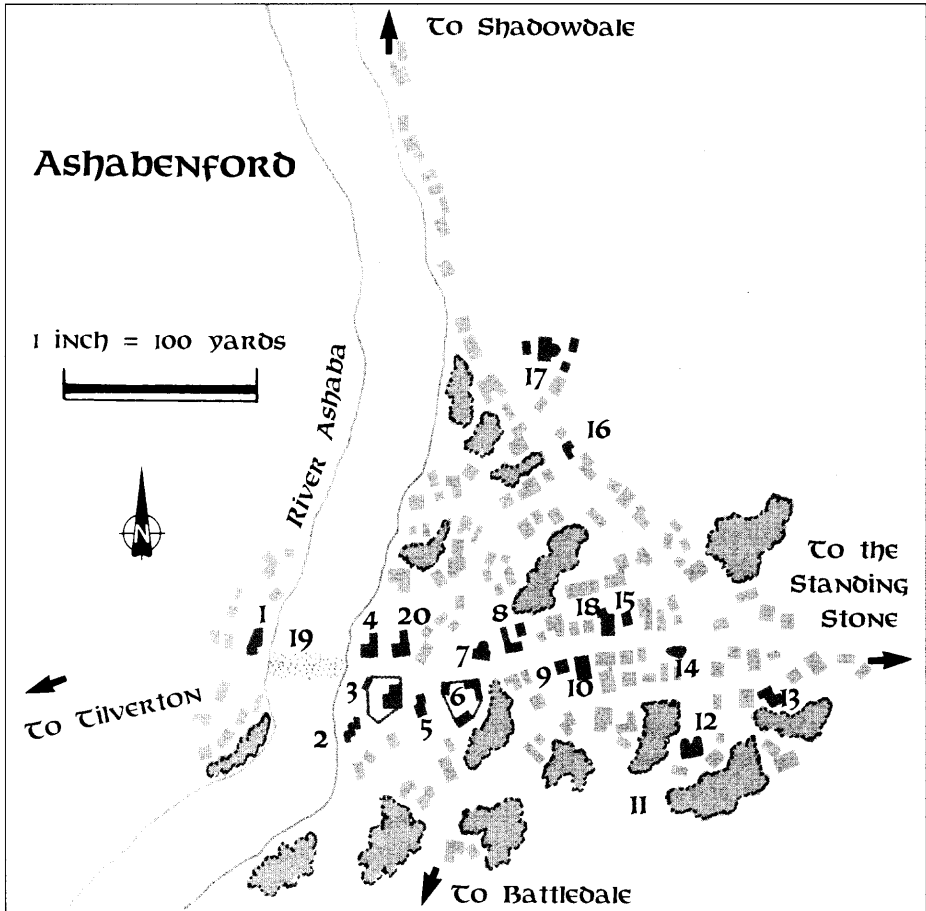 To Shadowdale
Ashabenford
1 inch = 100 yards
River Ashaba
N
17
16
To the
Standing
Stone
1
19
4
20
8
18
15
7
9
10
14
3
6
5
2
13
12
11
To Tilverton
To Battledale